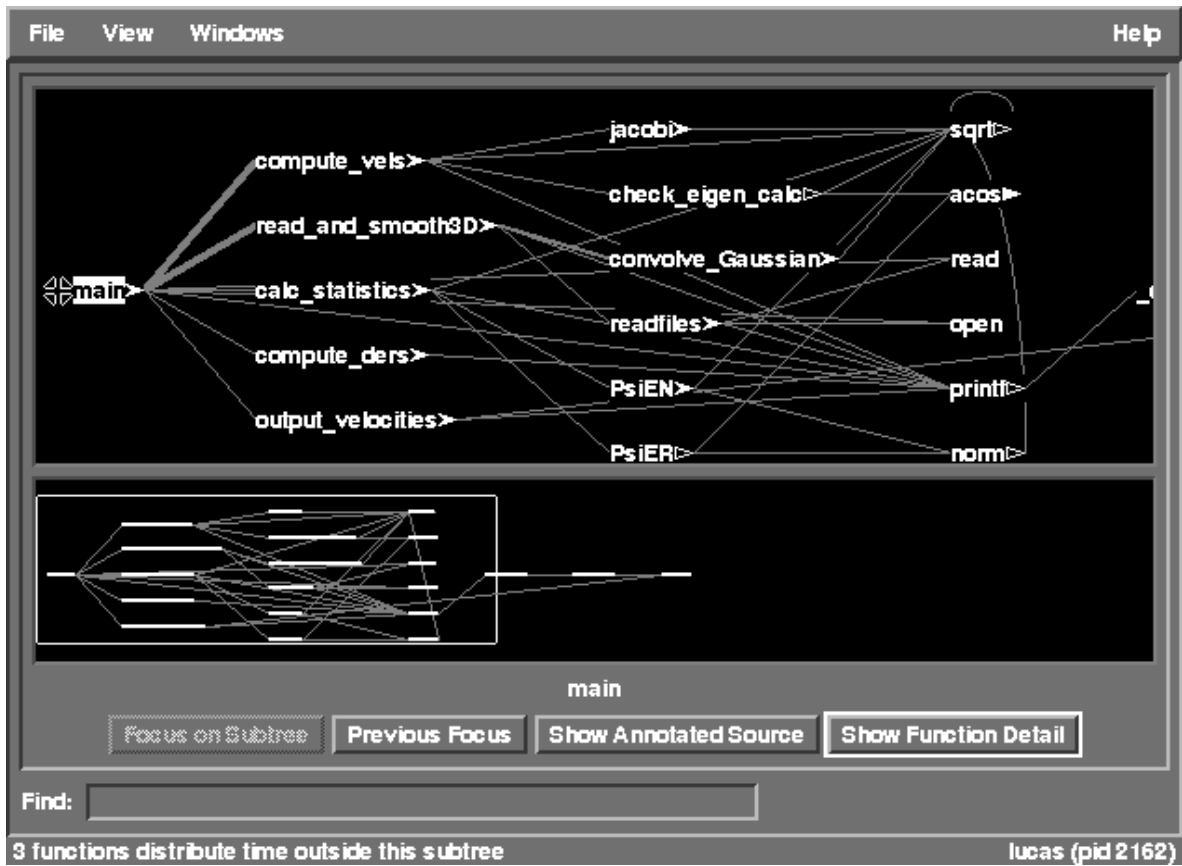 File View Windows Help
jacobi sqrt
compute_vels
check_eigen_calc acos
read_and_smooth3D
convolve_Gaussian read
main calc_statistics
readfiles open
compute_ders
PsiEN printf
output_velocities
PsiER norm
main
Focus on Subtree Previous Focus Show Annotated Source Show Function Detail
Find:
3 functions distribute time outside this subtree lucas (pid 2162)